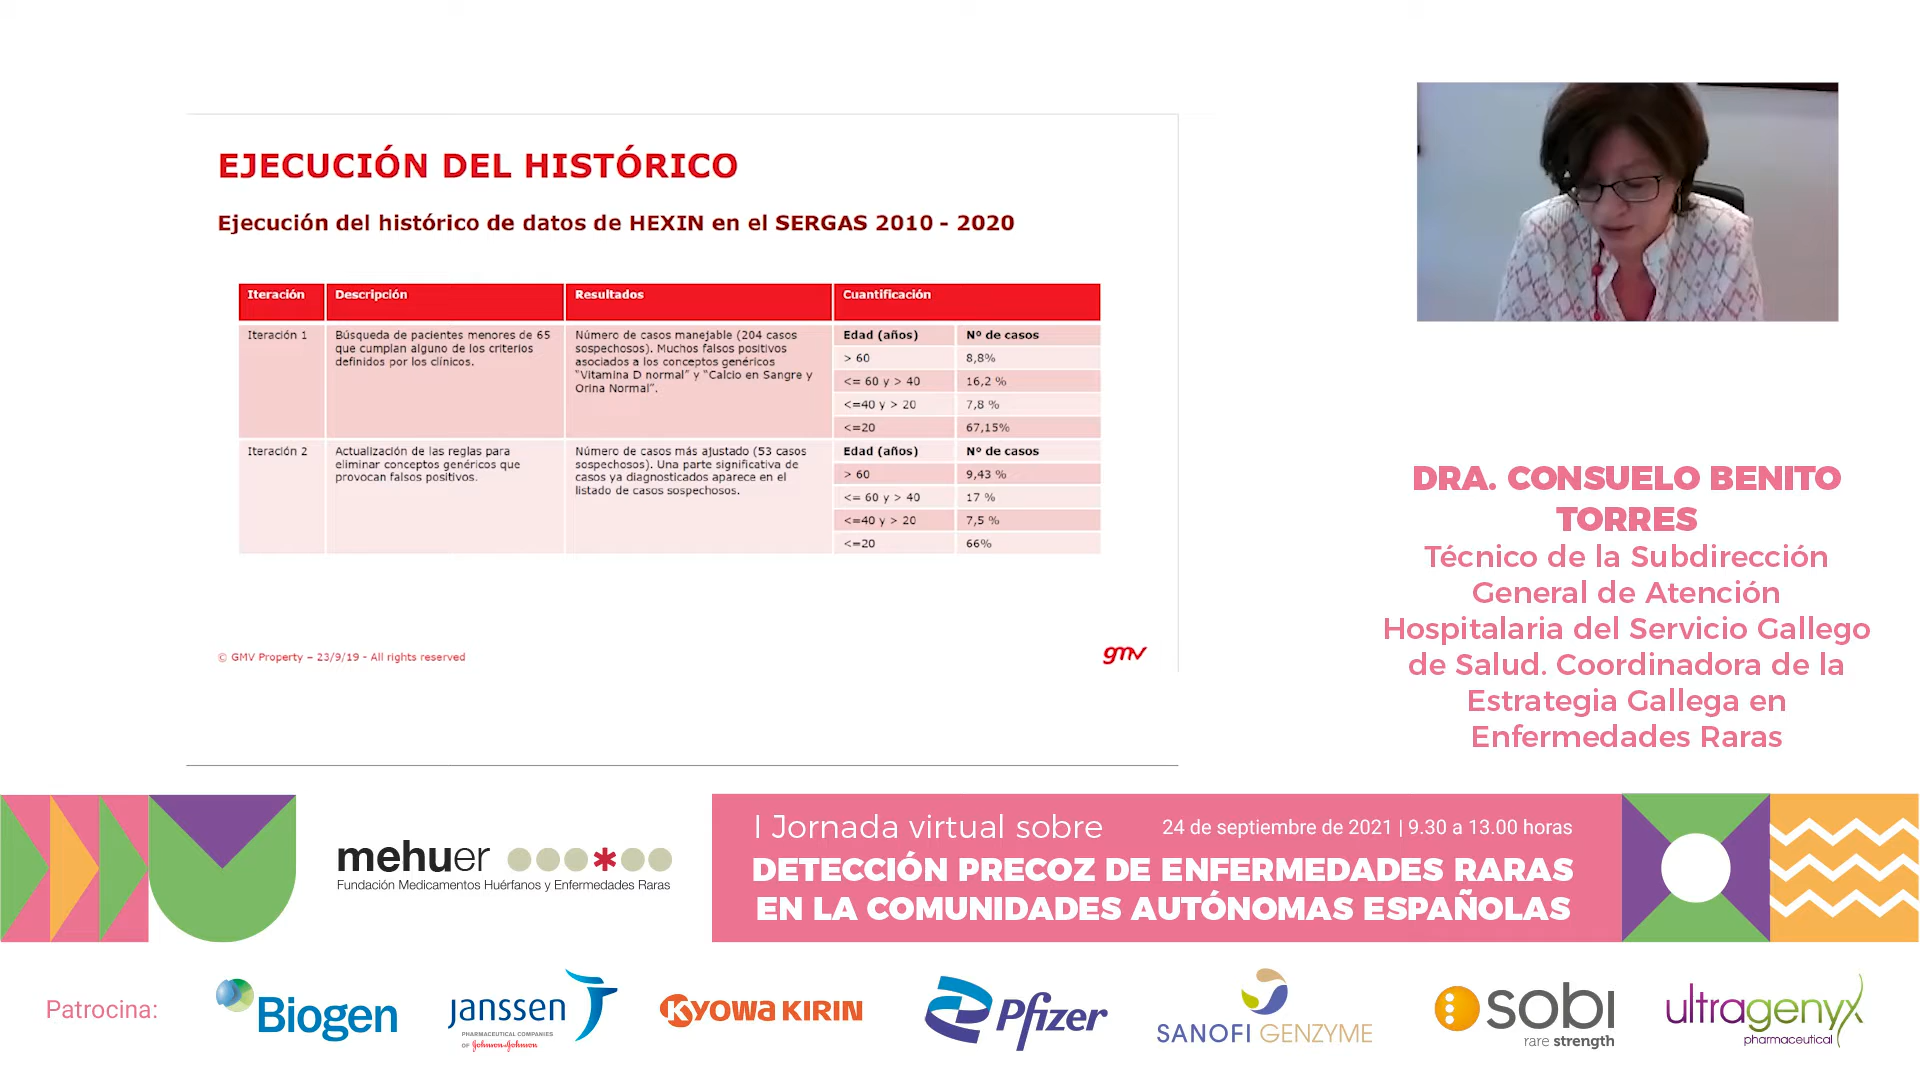 EJECUCIÓN DEL HISTÓRICO
Ejecución del histórico de datos de HEXIN en el SERGAS 2010 - 2020
Iteración Descripción Resultados Cuantificación
Iteración 1
Búsqueda de pacientes menores de 65
que cumplan alguno de los criterios
definidos por los clínicos.
Número de casos manejable (204 casos
sospechosos). Muchos falsos positivos
asociados a los conceptos genéricos
"Vitamina D normal" y "Calcio en Sangre y
Orina Normal".
Edad (años) Nº de casos
> 60 8,8%
<= 60 y > 40 16,2 %
<=40 y > 20 7,8 %
<=20 67,15%
Iteración 2
Actualización de las reglas para
eliminar conceptos genéricos que
provocan falsos positivos.
Número de casos más ajustado (53 casos
sospechosos). Una parte significativa de
casos ya diagnosticados aparece en el
listado de casos sospechosos.
Edad (años) Nº de casos
> 60 9,43 %
<= 60 y > 40 17 %
<=40 y > 20 7,5 %
<=20 66%
© GMV Property – 23/9/19 - All rights reserved
gmv
DRA. CONSUELO BENITO
TORRES
Técnico de la Subdirección
General de Atención
Hospitalaria del Servicio Gallego
de Salud. Coordinadora de la
Estrategia Gallega en
Enfermedades Raras
mehuer
Fundación Medicamentos Huérfanos y Enfermedades Raras
I Jornada virtual sobre 24 de septiembre de 2021 | 9.30 a 13.00 horas
DETECCIÓN PRECOZ DE ENFERMEDADES RARAS
EN LA COMUNIDADES AUTÓNOMAS ESPAÑOLAS
Patrocina:
Biogen
janssen
PHARMACEUTICAL COMPANIES
OF Johnson & Johnson
KYOWA KIRIN
Pfizer
SANOFI GENZYME
sobi
rare strength
ultragenyx
pharmaceutical